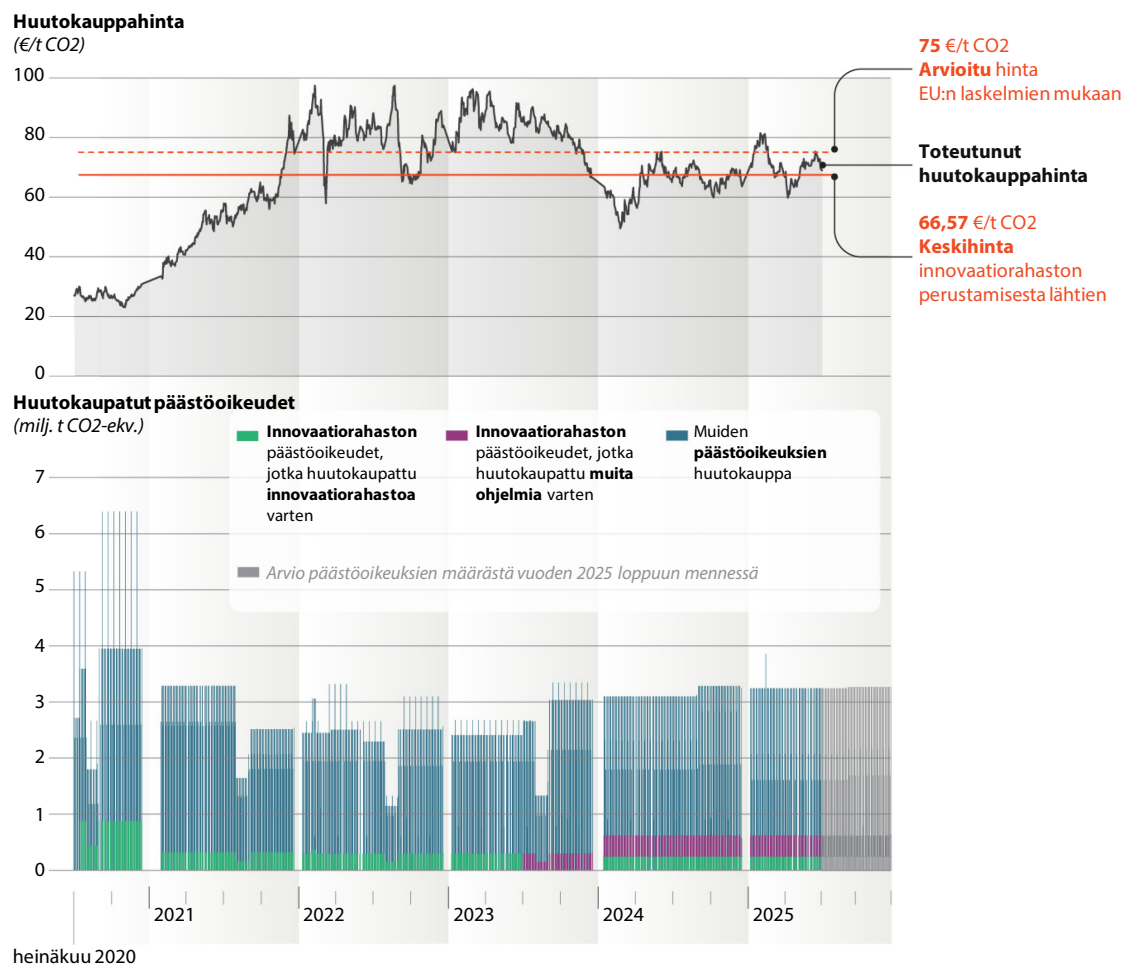 Huutokauppahinta
(€/t CO2)
100
80
60
40
20
0
75 €/t CO2
Arvioitu hinta
EU:n laskelmien mukaan
Toteutunut
huutokauppahinta
66,57 €/t CO2
Keskihinta
innovaatiorahaston
perustamisesta lähtien
Huutokaupatut päästöoikeudet
(milj. t CO2-ekv.)
Innovaatiorahaston
päästöoikeudet,
jotka huutokaupattu
innovaatiorahastoa
varten
Innovaatiorahaston
päästöoikeudet, jotka
huutokaupattu muita
ohjelmia varten
Muiden
päästöoikeuksien
huutokauppa
Arvio päästöoikeuksien määrästä vuoden 2025 loppuun mennessä
7
6
5
4
3
2
1
0
2021
2022
2023
2024
2025
heinäkuu 2020